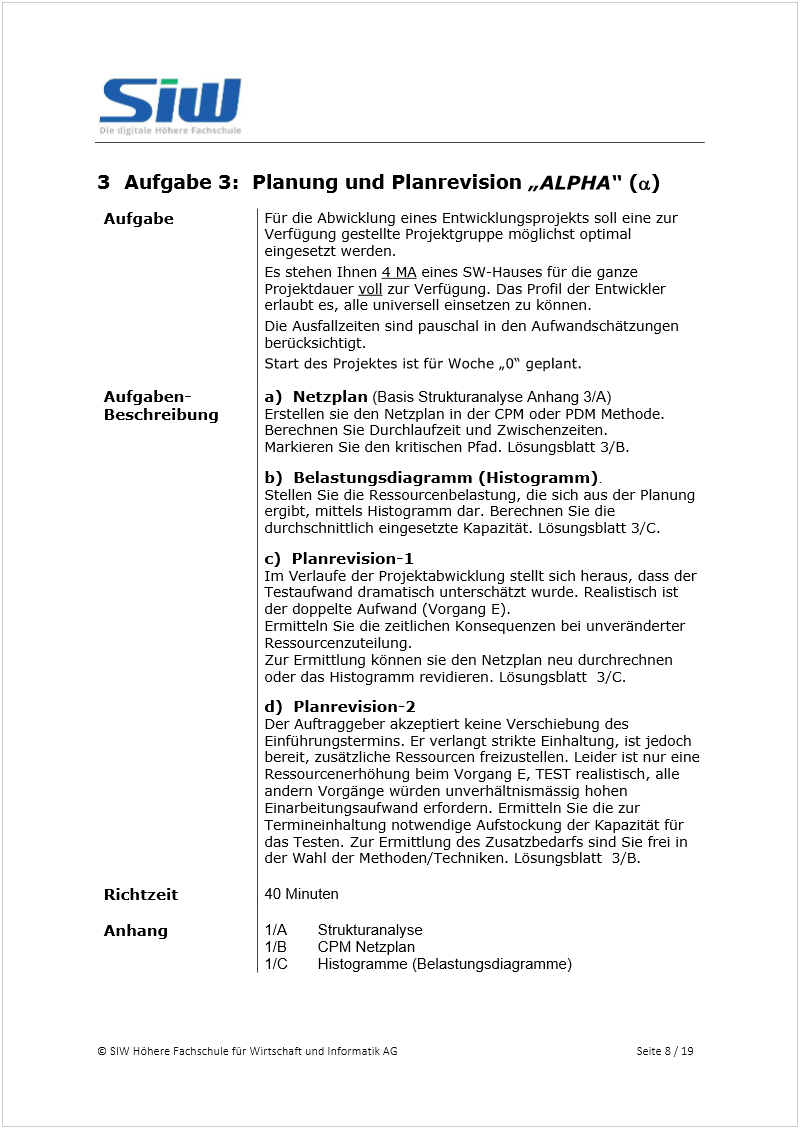 Siw
Die digitale Höhere Fachschule
3 Aufgabe 3: Planung und Planrevision „ALPHA“ (α)
Aufgabe
Für die Abwicklung eines Entwicklungsprojekts soll eine zur
Verfügung gestellte Projektgruppe möglichst optimal
eingesetzt werden.
Es stehen Ihnen 4 MA eines SW-Hauses für die ganze
Projektdauer voll zur Verfügung. Das Profil der Entwickler
erlaubt es, alle universell einsetzen zu können.
Die Ausfallzeiten sind pauschal in den Aufwandschätzungen
berücksichtigt.
Start des Projektes ist für Woche „0“ geplant.
Aufgaben-
Beschreibung
a) Netzplan (Basis Strukturanalyse Anhang 3/A)
Erstellen sie den Netzplan in der CPM oder PDM Methode.
Berechnen Sie Durchlaufzeit und Zwischenzeiten.
Markieren Sie den kritischen Pfad. Lösungsblatt 3/B.
b) Belastungsdiagramm (Histogramm).
Stellen Sie die Ressourcenbelastung, die sich aus der Planung
ergibt, mittels Histogramm dar. Berechnen Sie die
durchschnittlich eingesetzte Kapazität. Lösungsblatt 3/C.
c) Planrevision-1
Im Verlaufe der Projektabwicklung stellt sich heraus, dass der
Testaufwand dramatisch unterschätzt wurde. Realistisch ist
der doppelte Aufwand (Vorgang E).
Ermitteln Sie die zeitlichen Konsequenzen bei unveränderter
Ressourcenzuteilung.
Zur Ermittlung können sie den Netzplan neu durchrechnen
oder das Histogramm revidieren. Lösungsblatt 3/C.
d) Planrevision-2
Der Auftraggeber akzeptiert keine Verschiebung des
Einführungstermins. Er verlangt strikte Einhaltung, ist jedoch
bereit, zusätzliche Ressourcen freizustellen. Leider ist nur eine
Ressourcenerhöhung beim Vorgang E, TEST realistisch, alle
andern Vorgänge würden unverhältnismässig hohen
Einarbeitungsaufwand erfordern. Ermitteln Sie die zur
Termineinhaltung notwendige Aufstockung der Kapazität für
das Testen. Zur Ermittlung des Zusatzbedarfs sind Sie frei in
der Wahl der Methoden/Techniken. Lösungsblatt 3/B.
Richtzeit
40 Minuten
Anhang
1/A Strukturanalyse
1/B CPM Netzplan
1/C Histogramme (Belastungsdiagramme)
© SIW Höhere Fachschule für Wirtschaft und Informatik AG
Seite 8 / 19